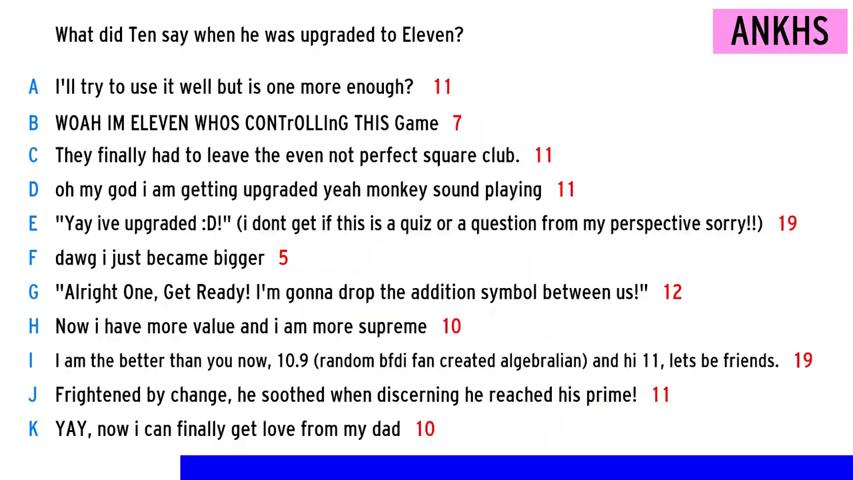 What did Ten say when he was upgraded to Eleven?
ANKHS
A I'll try to use it well but is one more enough? 11
B WOAH IM ELEVEN WHOS CONTrOLLInG THIS Game 7
C They finally had to leave the even not perfect square club. 11
D oh my god i am getting upgraded yeah monkey sound playing 11
E "Yay ive upgraded :D!" (i dont get if this is a quiz or a question from my perspective sorry!!) 19
F dawg i just became bigger 5
G "Alright One, Get Ready! I'm gonna drop the addition symbol between us!" 12
H Now i have more value and i am more supreme 10
I I am the better than you now, 10.9 (random bfdi fan created algebralian) and hi 11, lets be friends. 19
J Frightened by change, he soothed when discerning he reached his prime! 11
K YAY, now i can finally get love from my dad 10